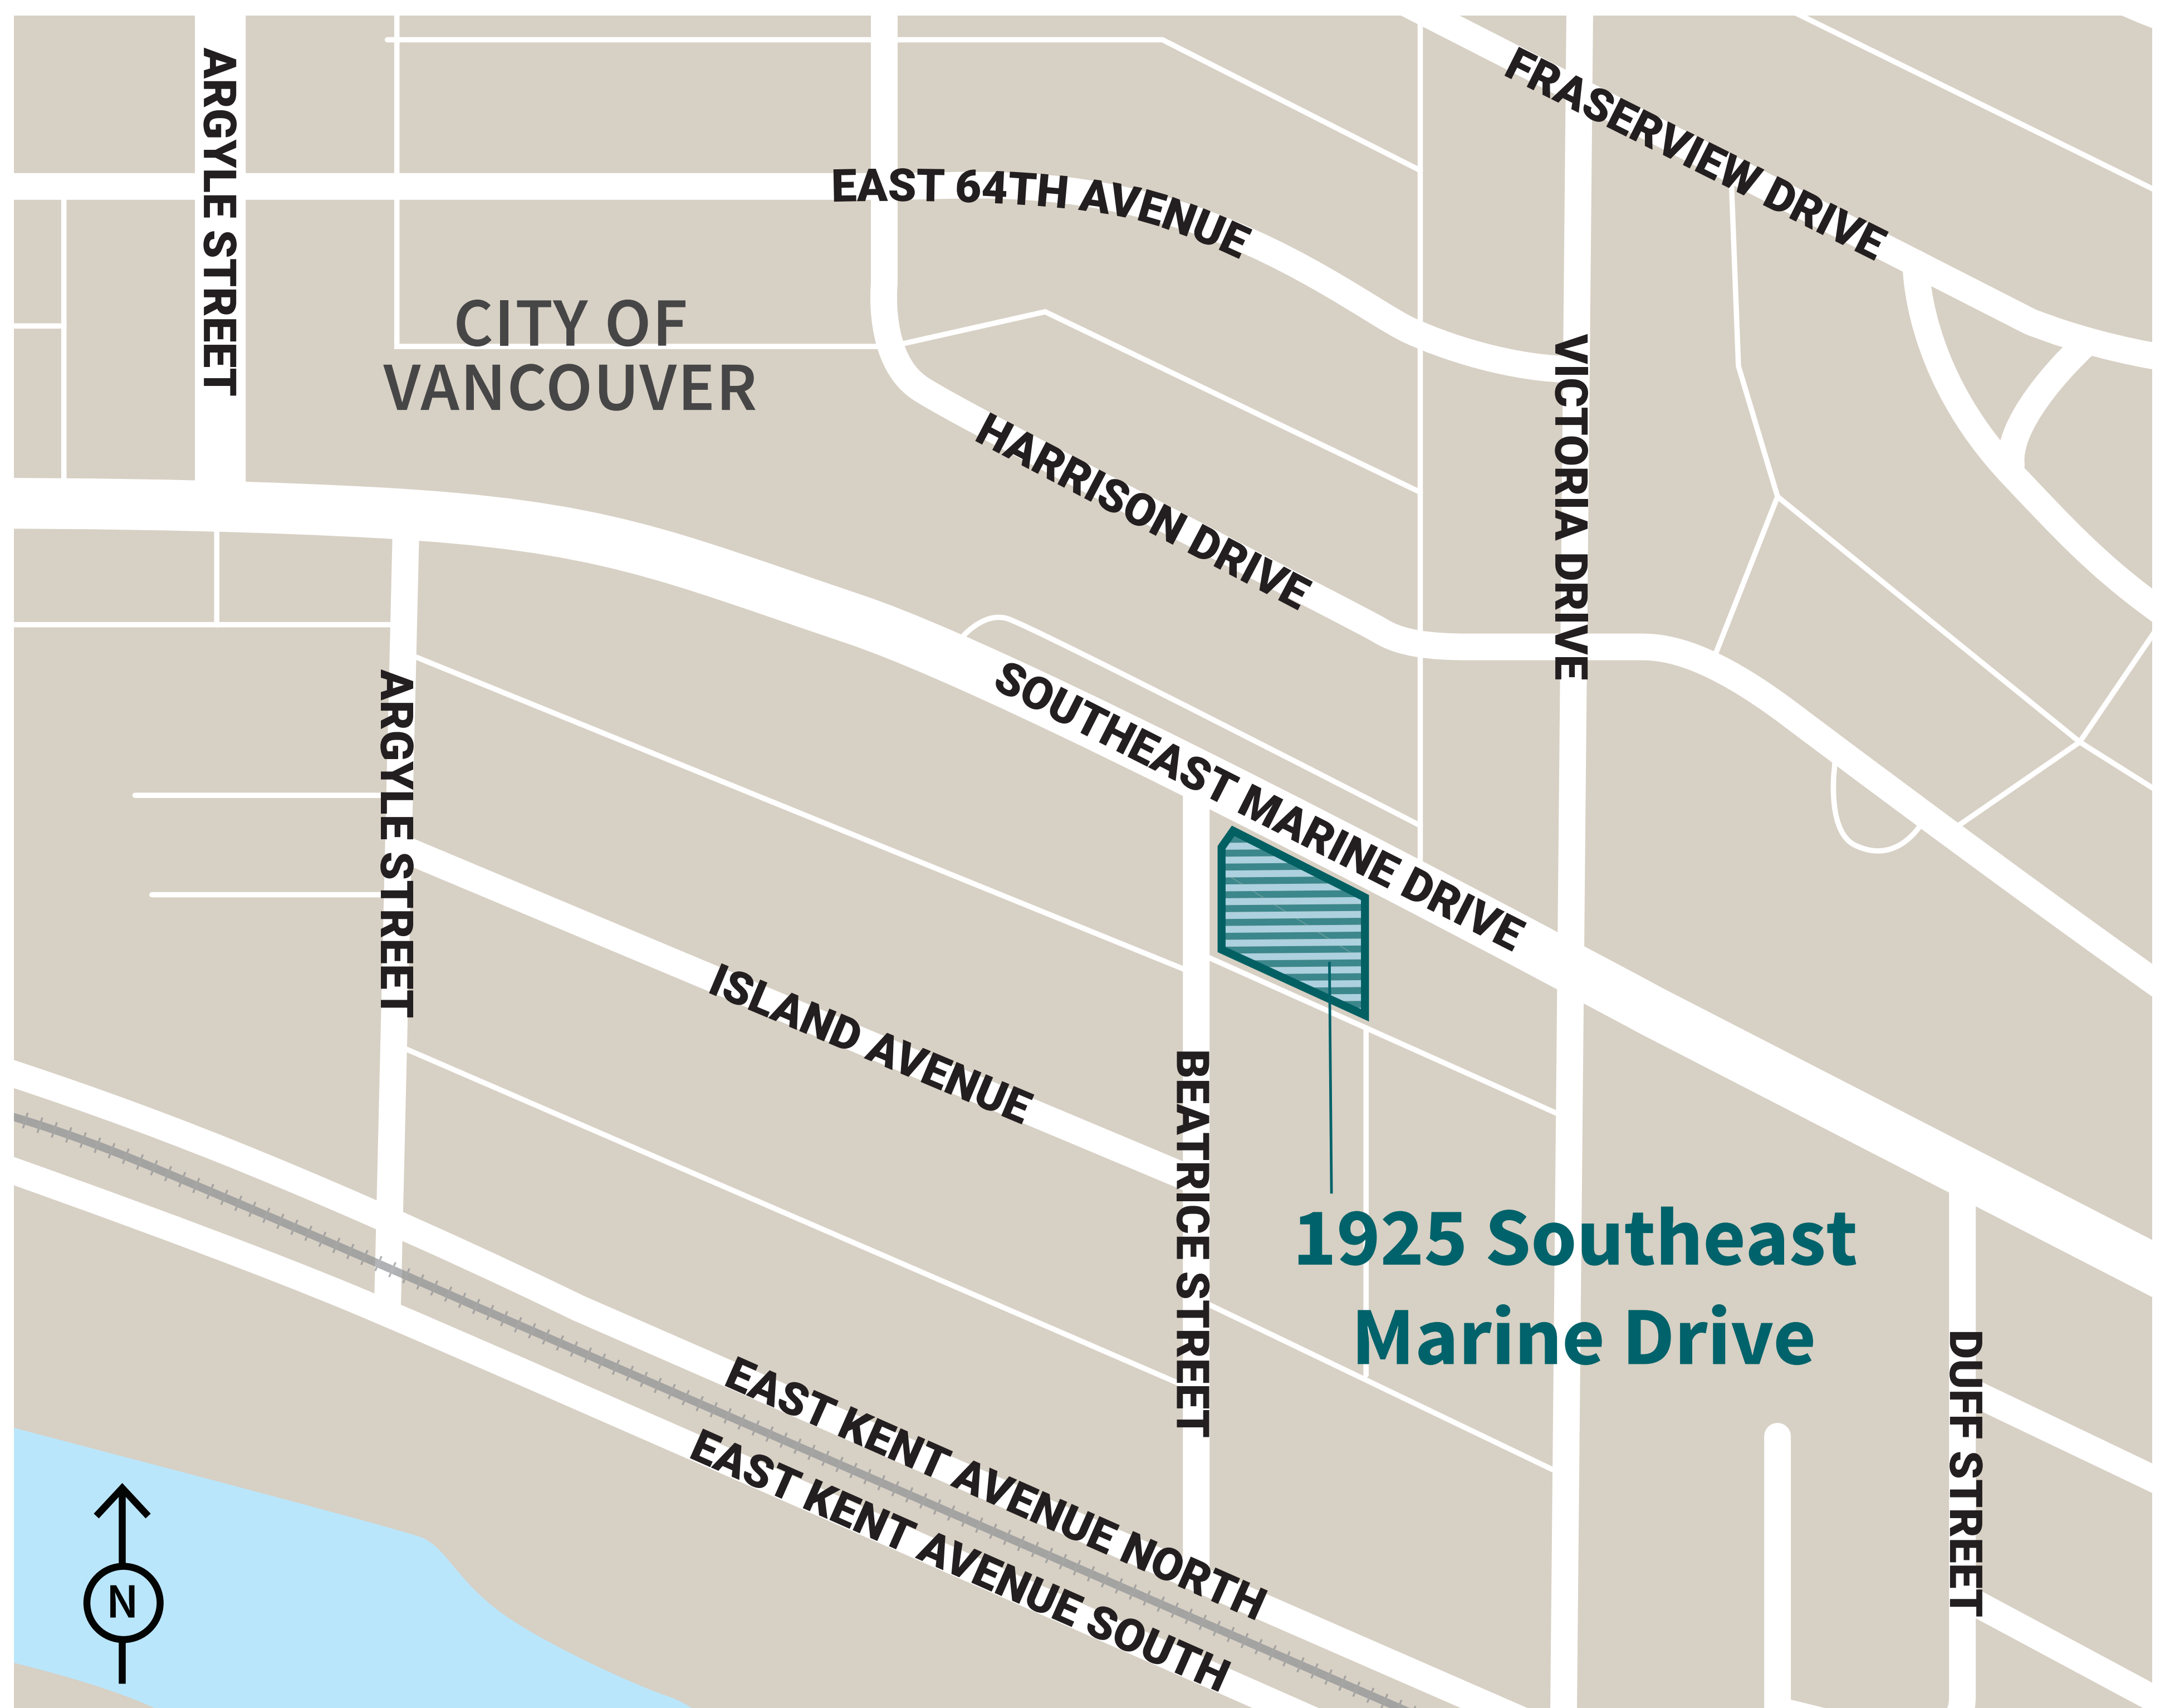 FRASERVIEW DRIVE
ARGYLE STREET
EAST 64TH AVENUE
CITY OF
VANCOUVER
VICTORIA DRIVE
HARRISON DRIVE
SOUTHEAST MARINE DRIVE
ARGYLE STREET
ISLAND AVENUE
BEATRICE STREET
1925 Southeast
Marine Drive
DUFF STREET
EAST KENT AVENUE NORTH
EAST KENT AVENUE SOUTH
N